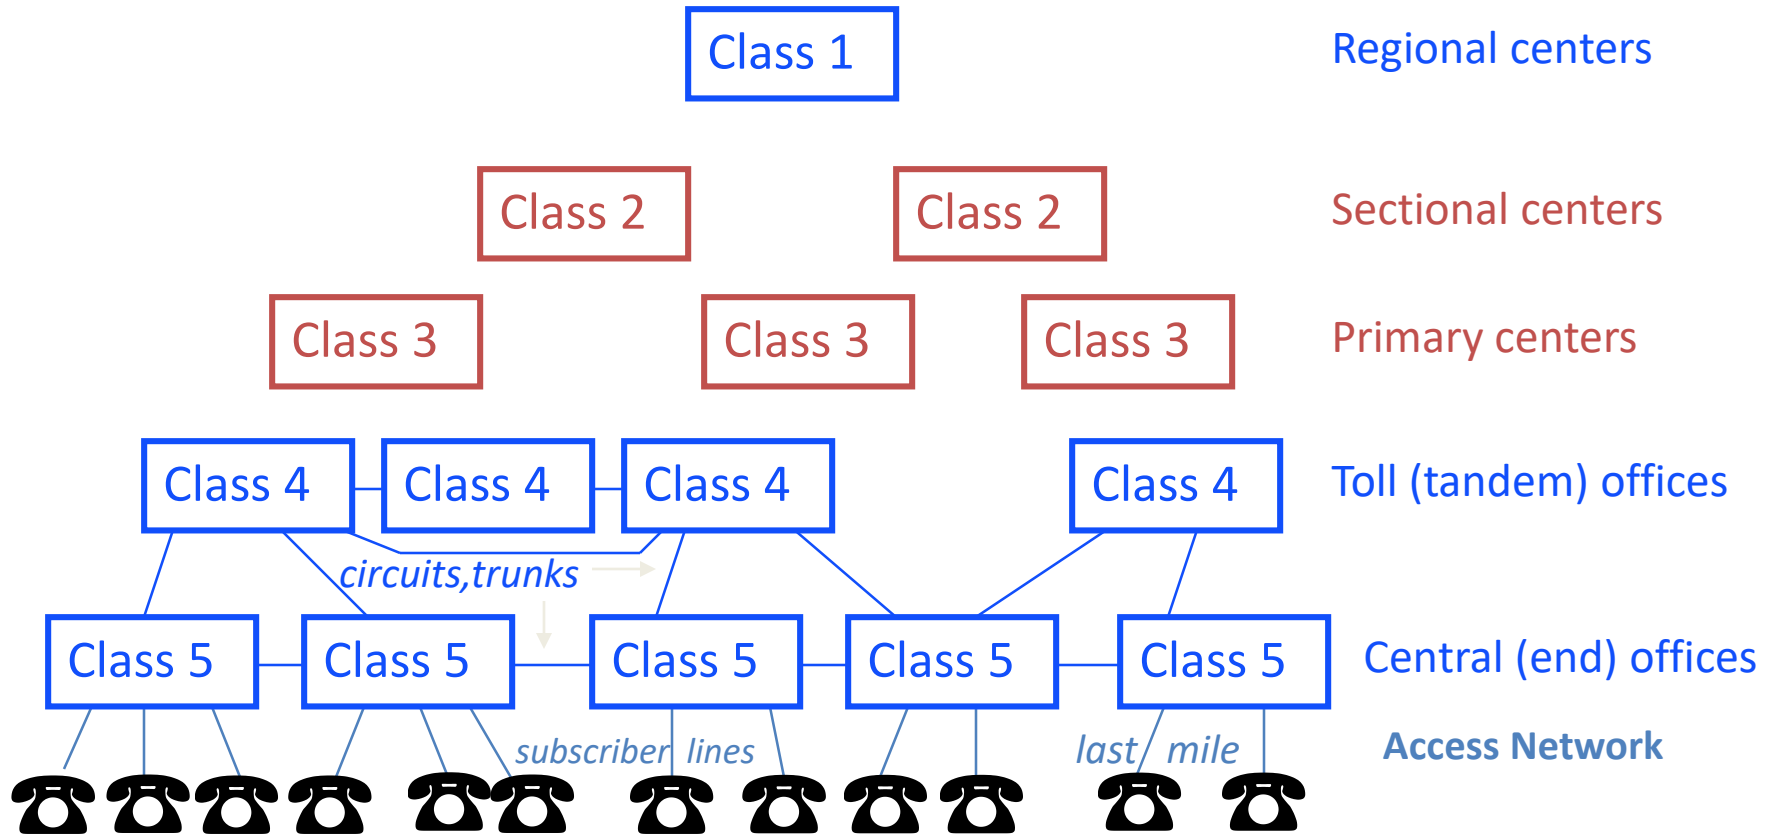 Class 1
Regional centers
Class 2
Class 2
Sectional centers
Class 3
Class 3
Class 3
Primary centers
Class 4
Class 4
Class 4
Class 4
Toll (tandem) offices
circuits,trunks
Class 5
Class 5
Class 5
Class 5
Class 5
Central (end) offices
subscriber lines
last mile
Access Network